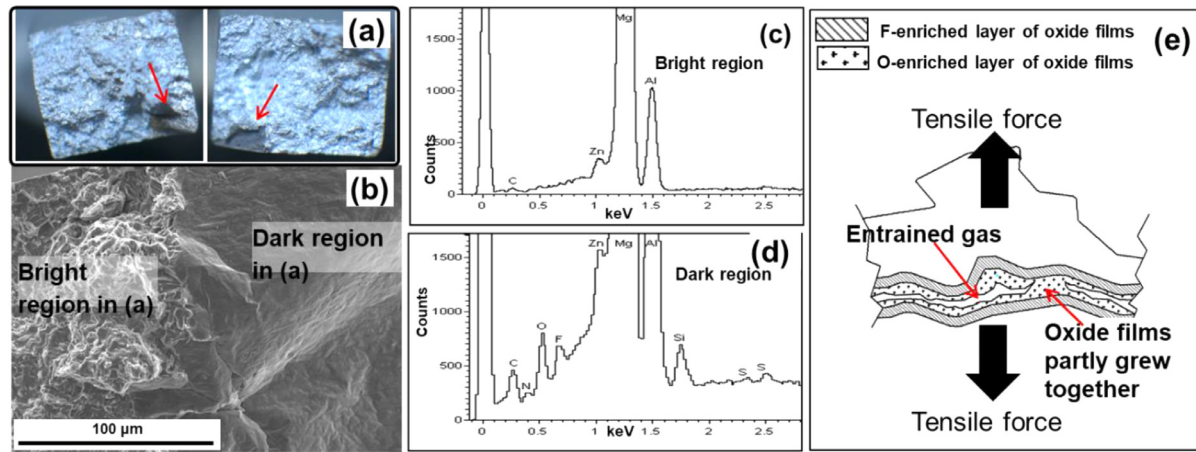 (a)
(b)
Bright
region in (a)
Dark region
in (a)
100 µm
(c)
Bright region
Mg
Al
Zn
C
1500
1000
500
0
Counts
0 0.5 1 1.5 2 2.5
keV
(d)
Dark region
Zn
Mg
Al
O
F
C
N
Si
S
S
1500
1000
500
0
Counts
0 0.5 1 1.5 2 2.5
keV
(e)
F-enriched layer of oxide films
O-enriched layer of oxide films
Tensile force
Entrained gas
Oxide films
partly grew
together
Tensile force